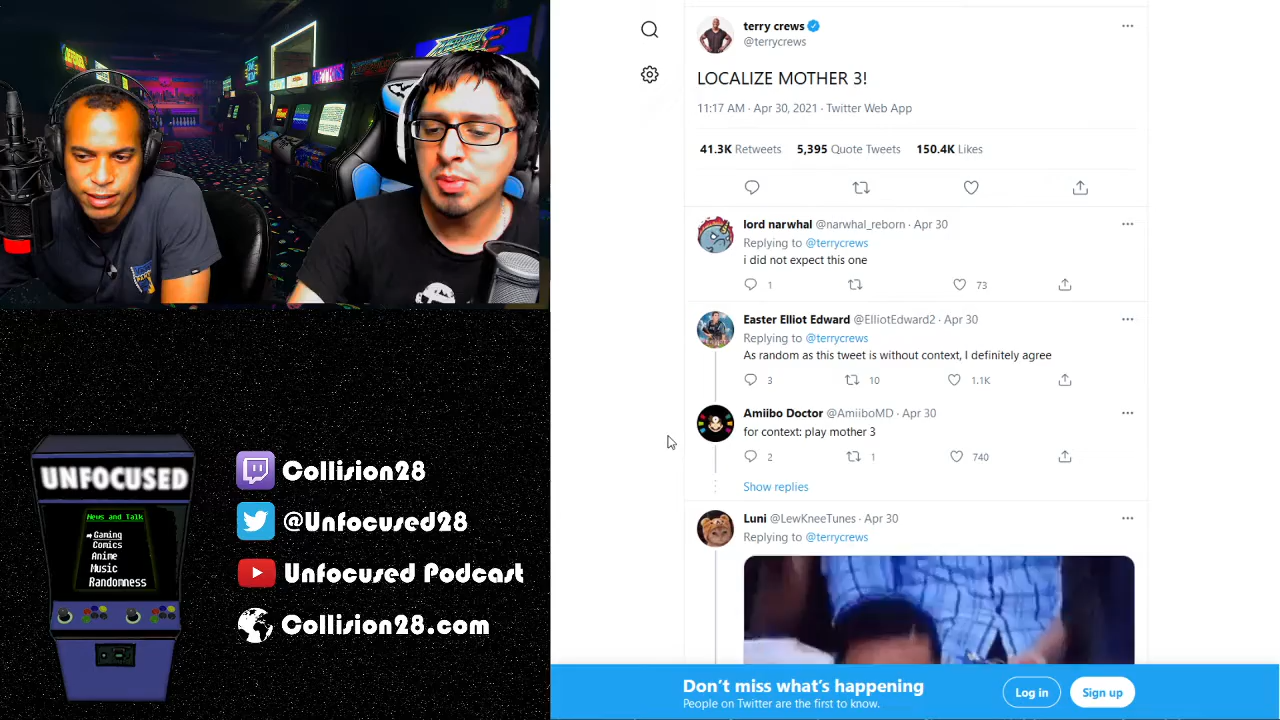 terry crews
@terrycrews
LOCALIZE MOTHER 3!
11:17 AM · Apr 30, 2021 · Twitter Web App
41.3K Retweets 5,395 Quote Tweets 150.4K Likes
lord narwhal @narwhal_reborn · Apr 30
Replying to @terrycrews
i did not expect this one
1 73
Easter Elliot Edward @ElliotEdward2 · Apr 30
Replying to @terrycrews
As random as this tweet is without context, I definitely agree
3 10 1.1K
Amiibo Doctor @AmiiboMD · Apr 30
for context: play mother 3
2 1 740
Show replies
Luni @LewKneeTunes · Apr 30
Replying to @terrycrews
Don't miss what's happening
People on Twitter are the first to know.
Log in
Sign up
UNFOCUSED
News and Talk
Gaming
Comics
Anime
Music
Randomness
Collision28
@Unfocused28
Unfocused Podcast
Collision28.com